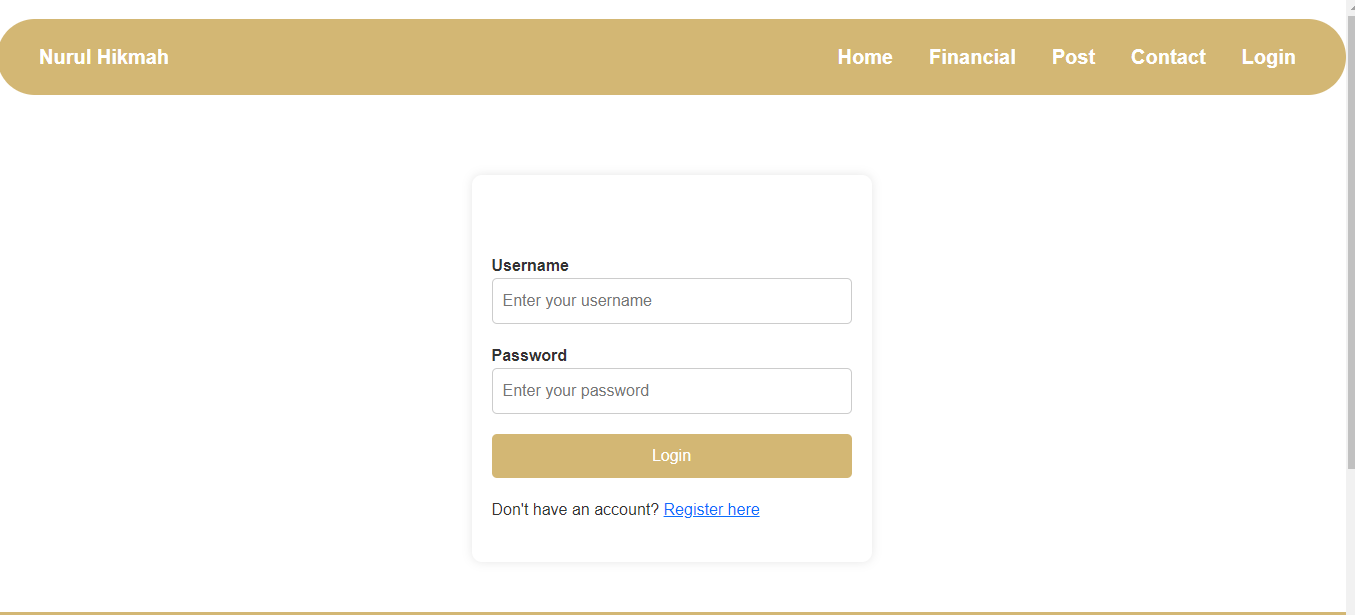 Nurul Hikmah Home Financial Post Contact Login
Username
Enter your username
Password
Enter your password
Login
Don't have an account? Register here